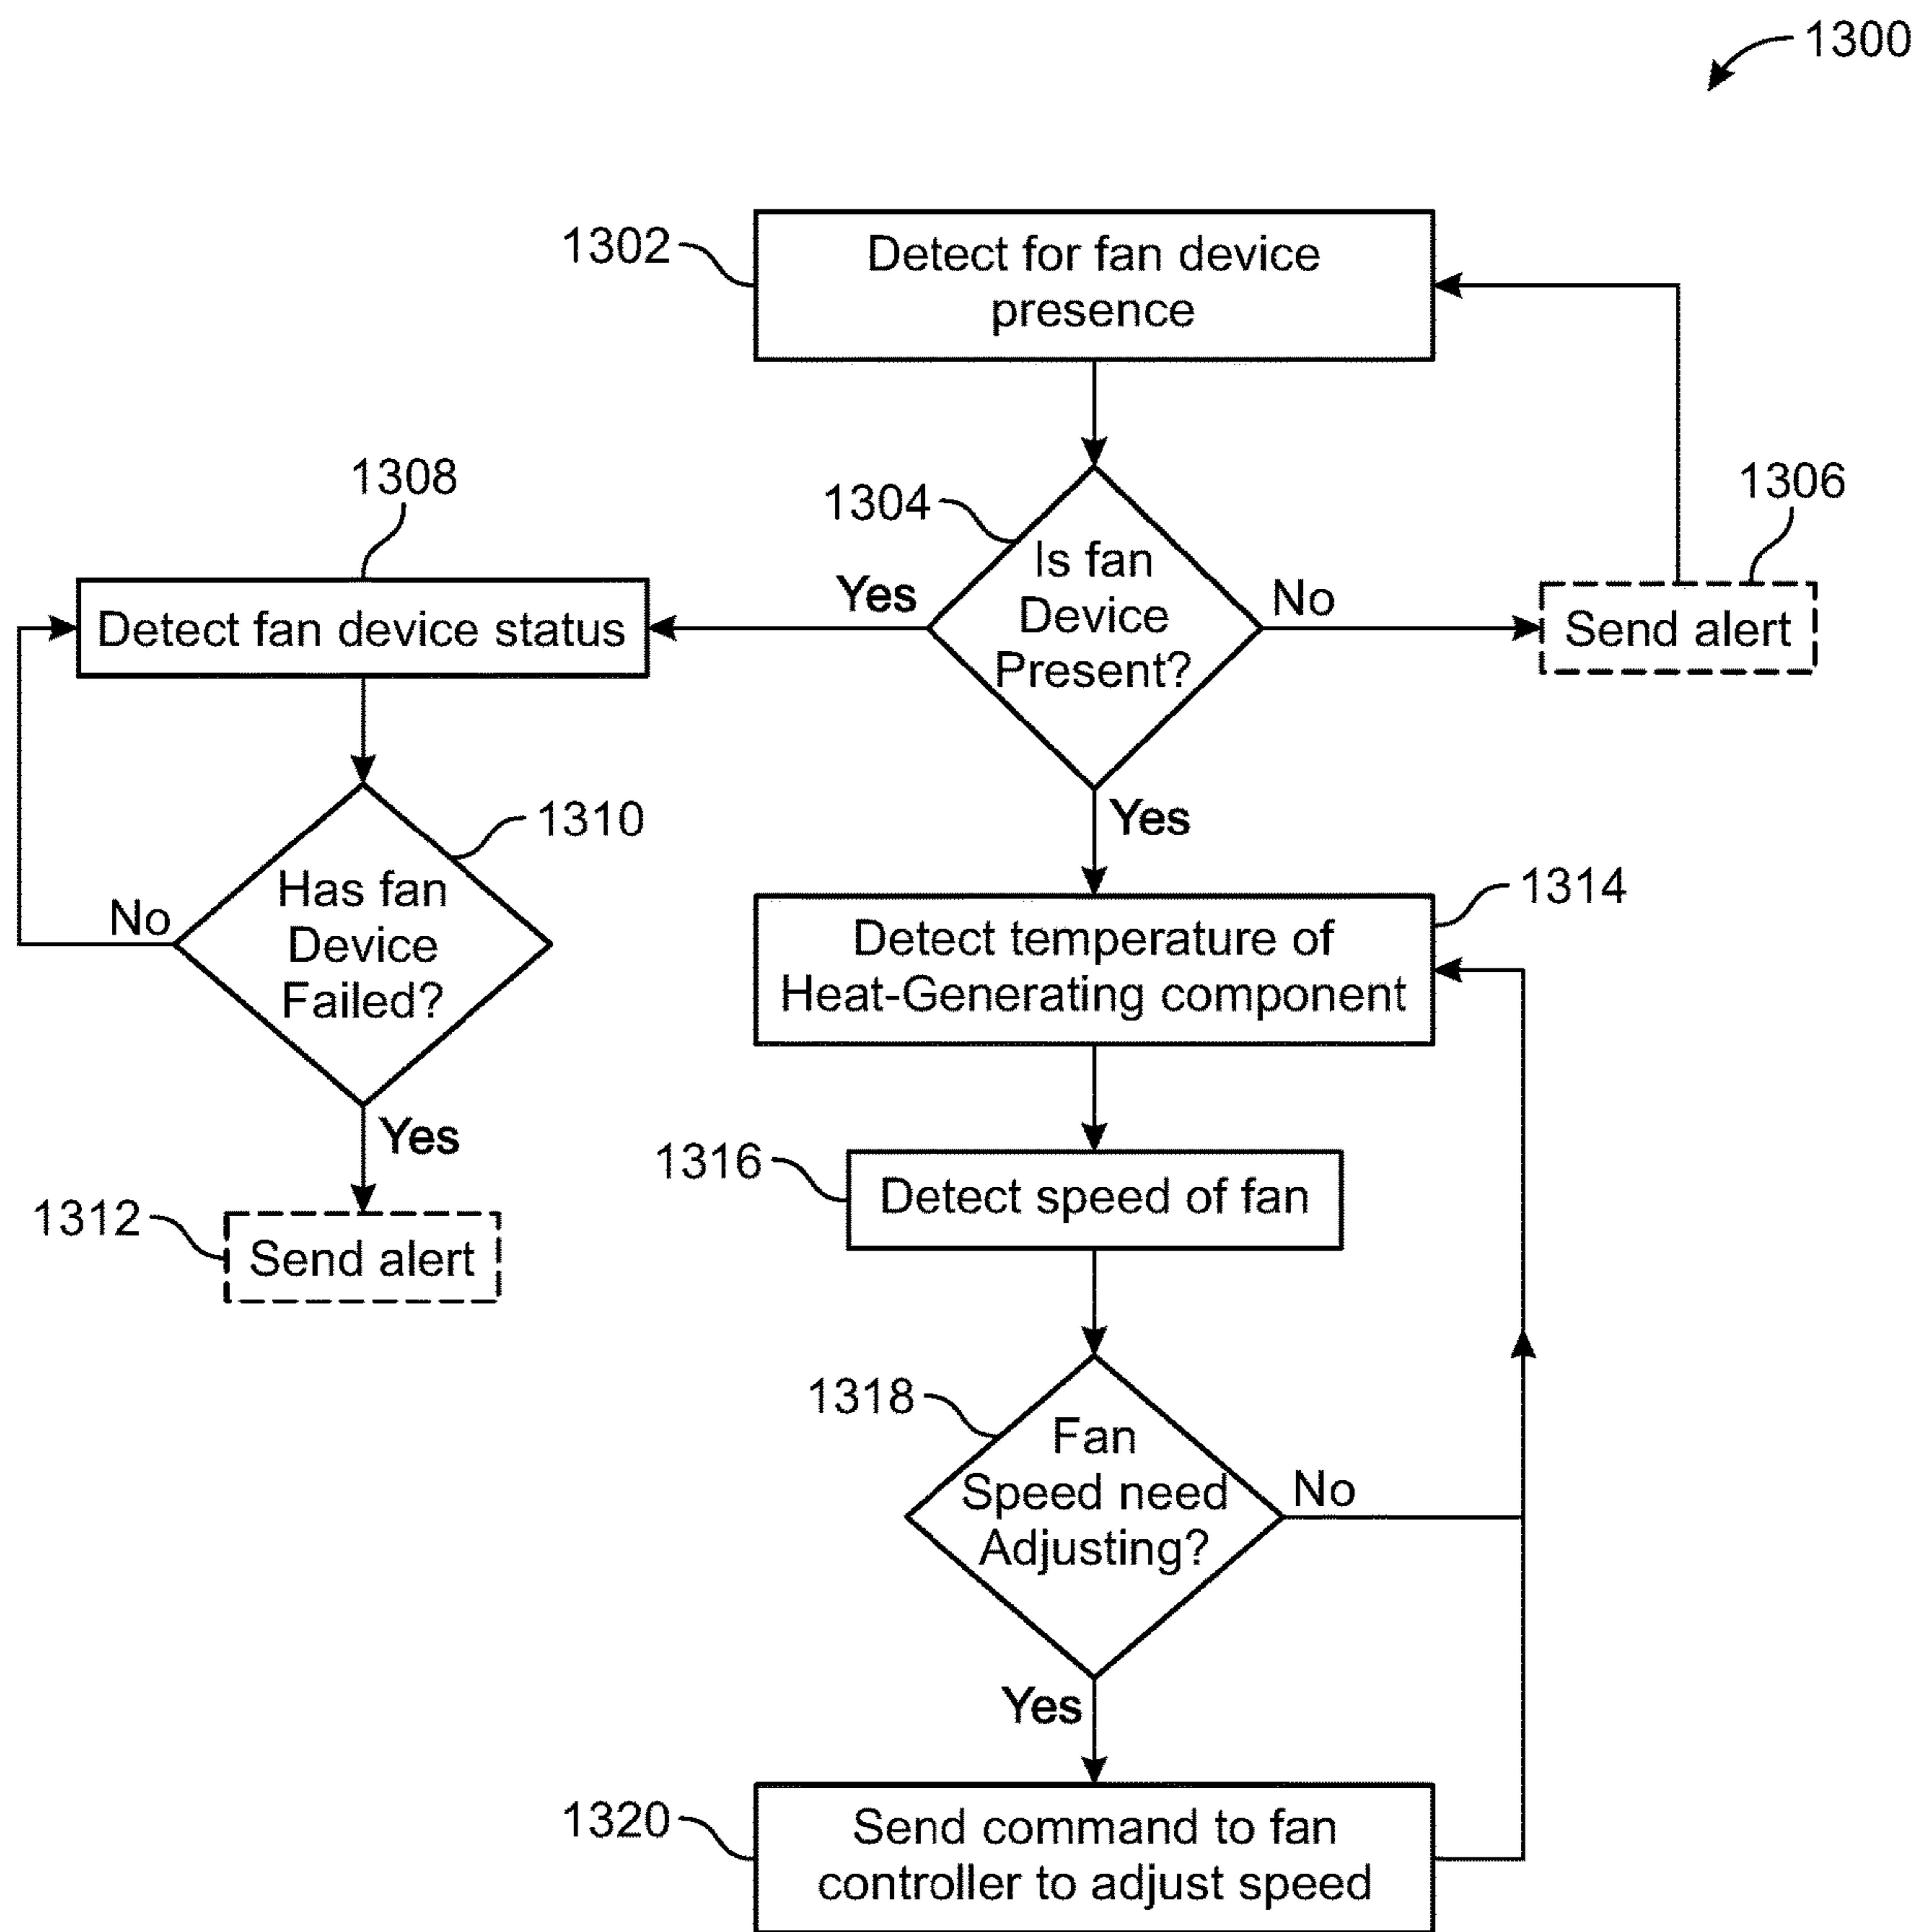 1300
1302
Detect for fan device
presence
1308
1304
1306
Is fan
Device
Present?
Yes
No
Detect fan device status
Send alert
1310
Yes
1314
Has fan
Device
Failed?
No
Detect temperature of
Heat-Generating component
Yes
1316
Detect speed of fan
1312
Send alert
1318
Fan
Speed need
Adjusting?
No
Yes
1320
Send command to fan
controller to adjust speed